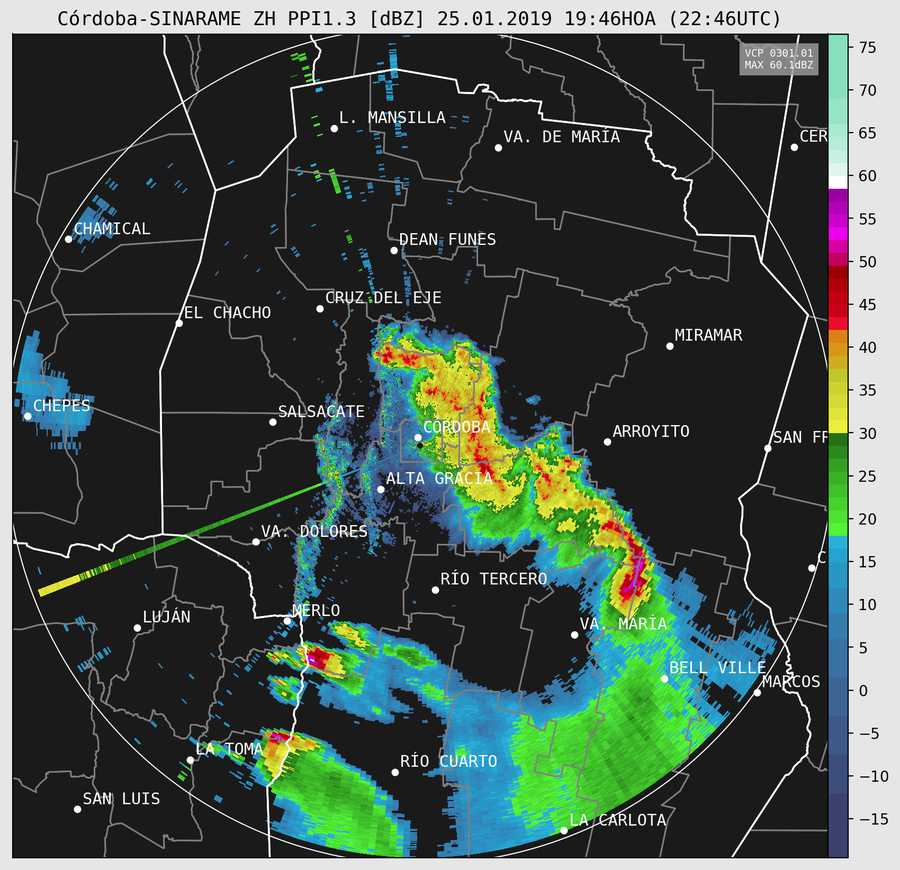 Córdoba-SINARAME ZH PPI1.3 [dBZ] 25.01.2019 19:46HOA (22:46UTC)
VCP 0301.01
MAX 60.1dBZ
L. MANSILLA
VA. DE MARÍA
CER
CHAMICAL
DEAN FUNES
CRUZ DEL EJE
EL CHACHO
MIRAMAR
CHEPES
SALSACATE
CÓRDOBA
ARROYITO
SAN FR
ALTA GRACIA
VA. DOLORES
C
RÍO TERCERO
LUJÁN
MERLO
VA. MARÍA
BELL VILLE
MARCOS
LA TOMA
RÍO CUARTO
SAN LUIS
LA CARLOTA
75
70
65
60
55
50
45
40
35
30
25
20
15
10
5
0
−5
−10
−15